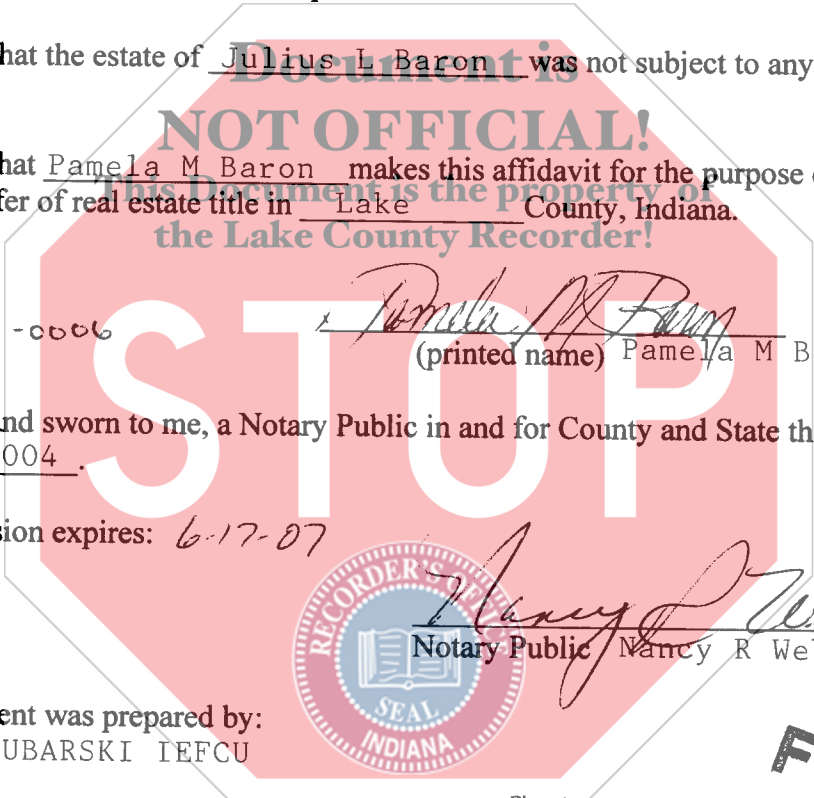 hat the estate of Julius L Baron was not subject to any
Document is
NOT OFFICIAL!
hat Pamela M Baron makes this affidavit for the purpose
This Document is the property of
fer of real estate title in Lake County, Indiana.
the Lake County Recorder!
-0006
x Pamela M Baron
(printed name) Pamela M B
STOP
nd sworn to me, a Notary Public in and for County and State th
004.
sion expires: 6-17-07
RECORDER'S OFFICE
SEAL
INDIANA
Nancy R We
Notary Public Nancy R We
ent was prepared by:
UBARSKI IEFCU
F